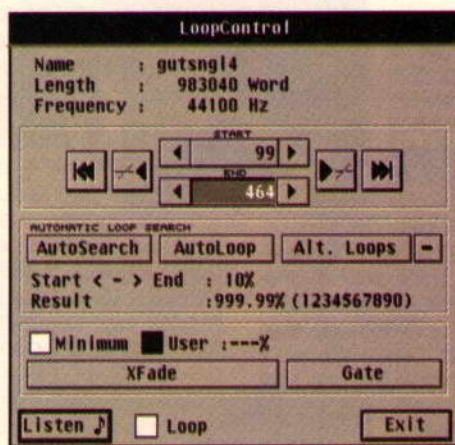 LoopControl
Name : gutsngl4
Length : 983040 Word
Frequency : 44100 Hz
START
99
END
464
AUTOMATIC LOOP SEARCH
AutoSearch AutoLoop Alt. Loops -
Start < - > End : 10%
Result :999.99% (1234567890)
Minimum User :---%
XFade Gate
Listen ♪ Loop Exit